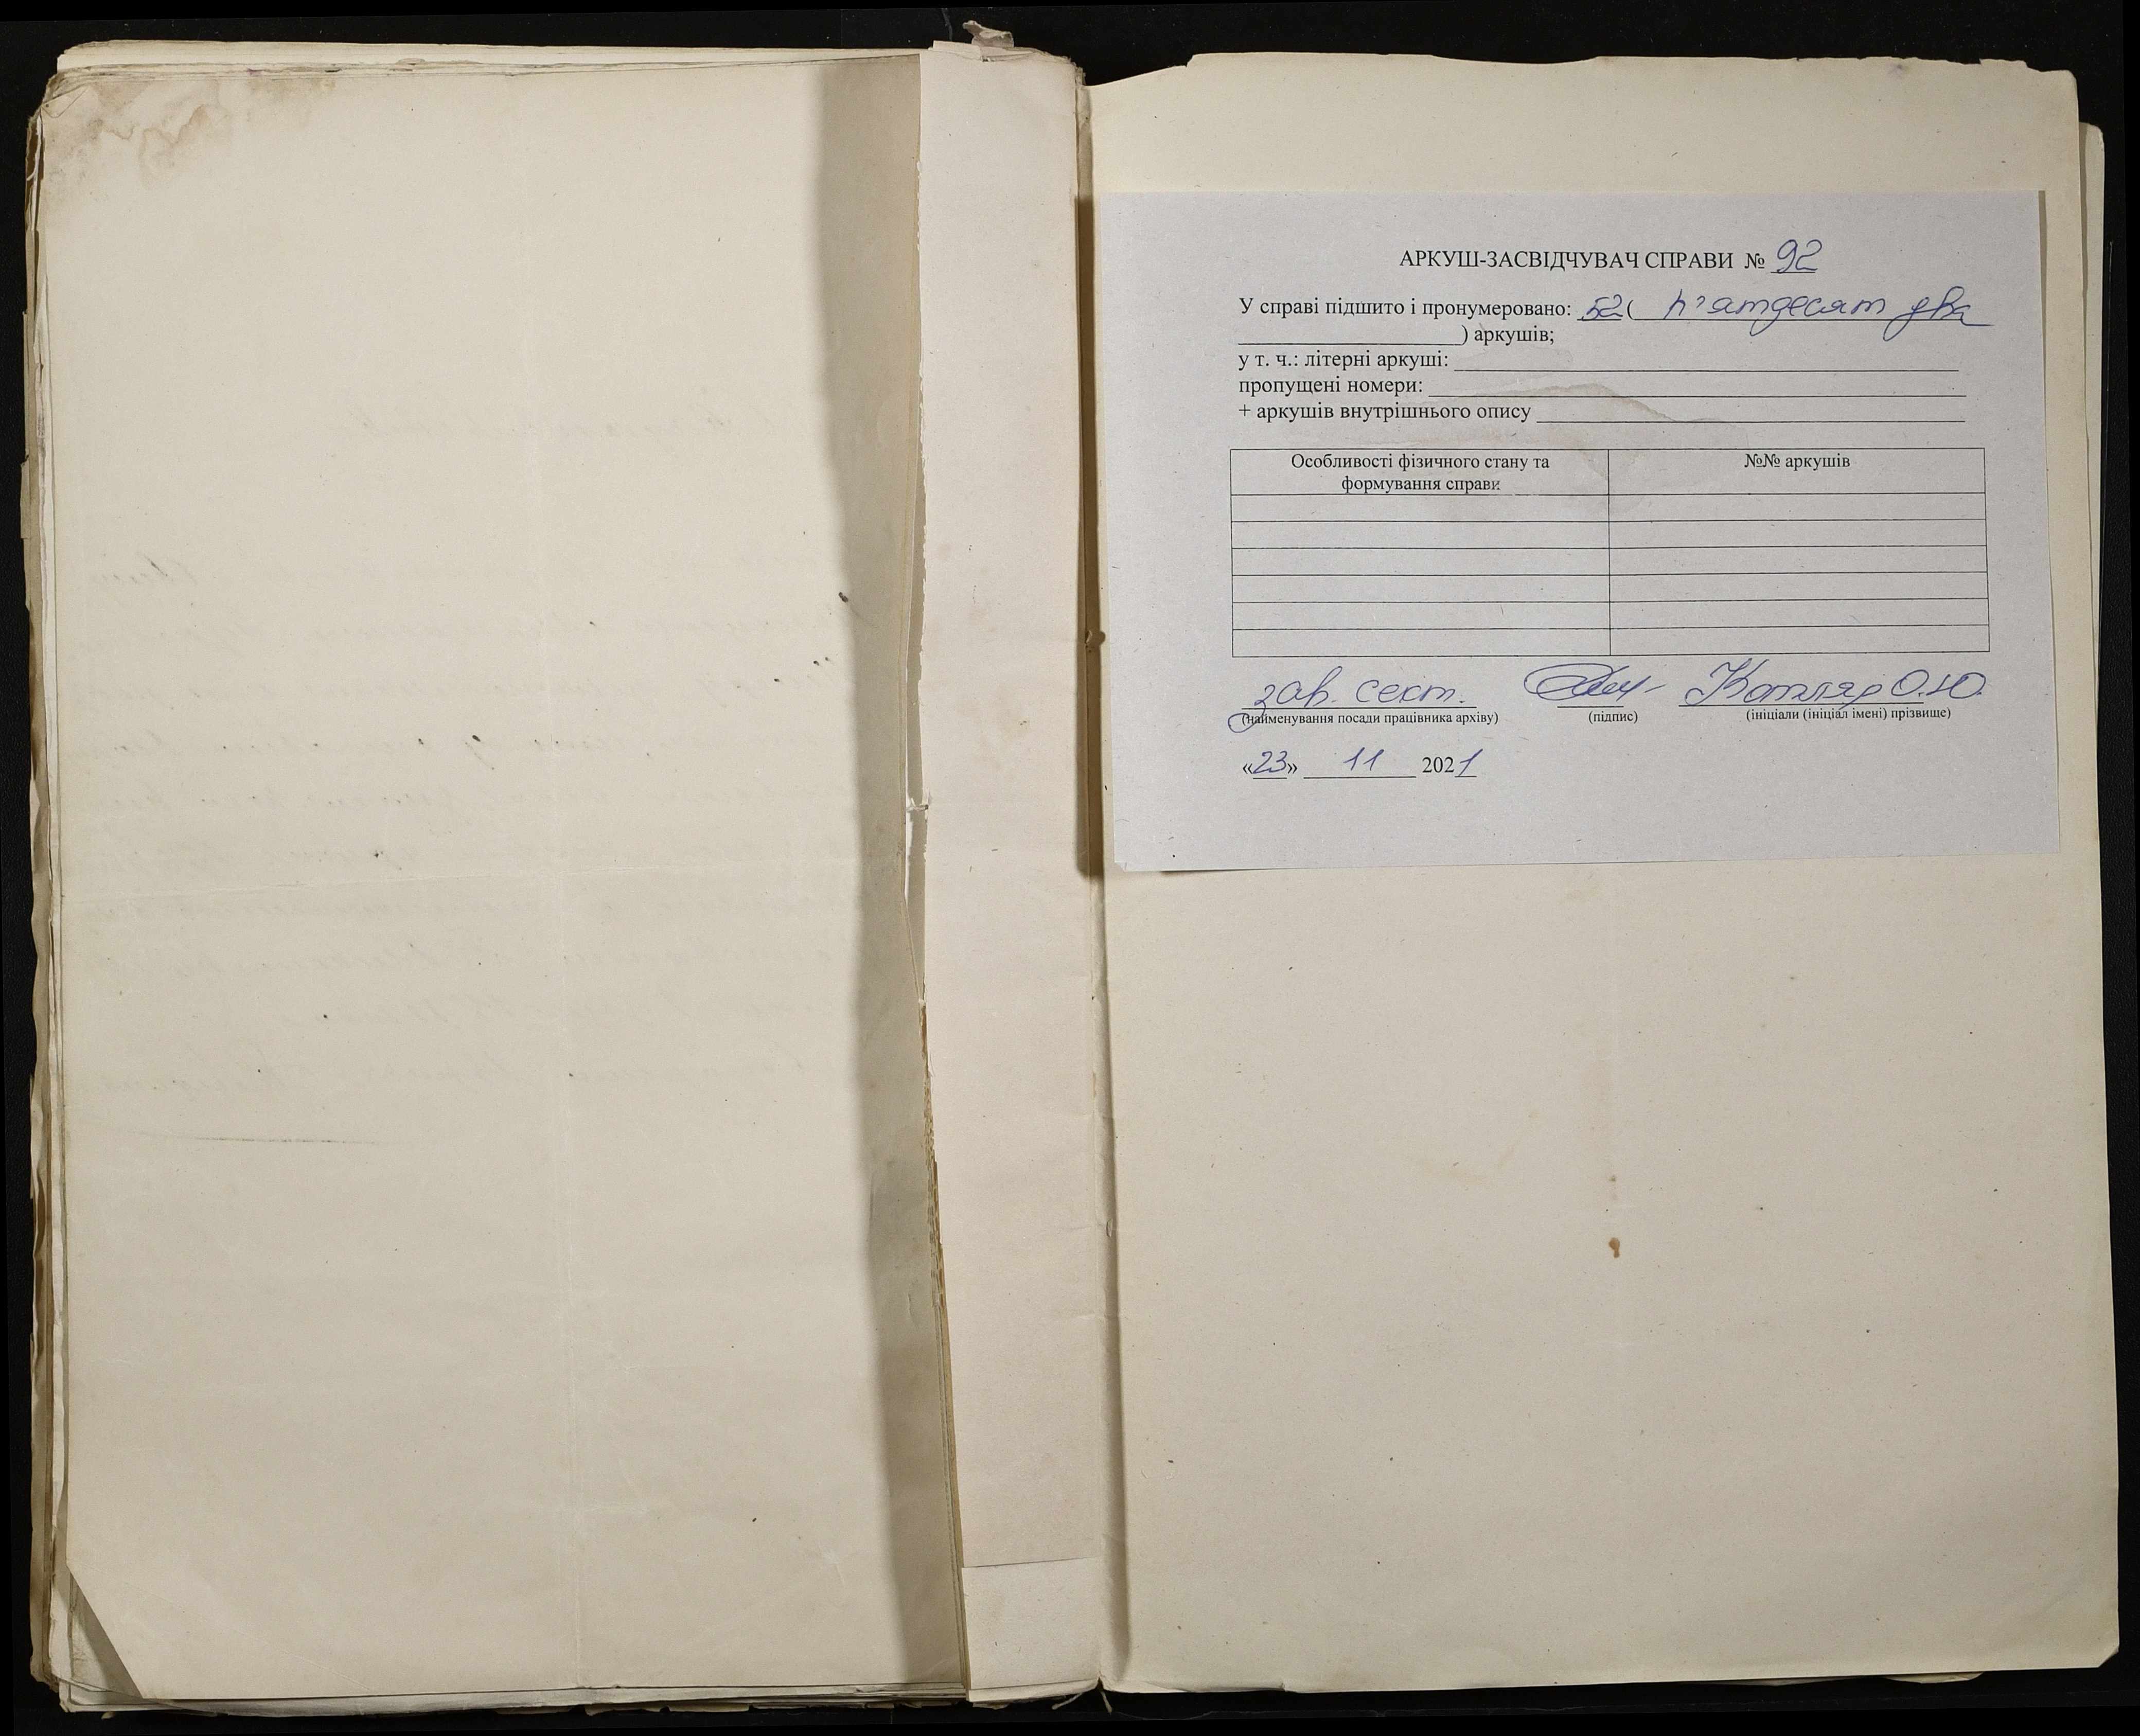 АРКУШ-ЗАСВІДЧУВАЧ СПРАВИ № 92
У справі підшито і пронумеровано: 52 ( п'ятдесят два
) аркушів;
у т. ч.: літерні аркуші:
пропущені номери:
+ аркушів внутрішнього опису
Особливості фізичного стану та
формування справи
№№ аркушів
зав. сект. Котляр О.Ю.
(найменування посади працівника архіву) (підпис) (ініціали (ініціал імені) прізвище)
«23» 11 2021